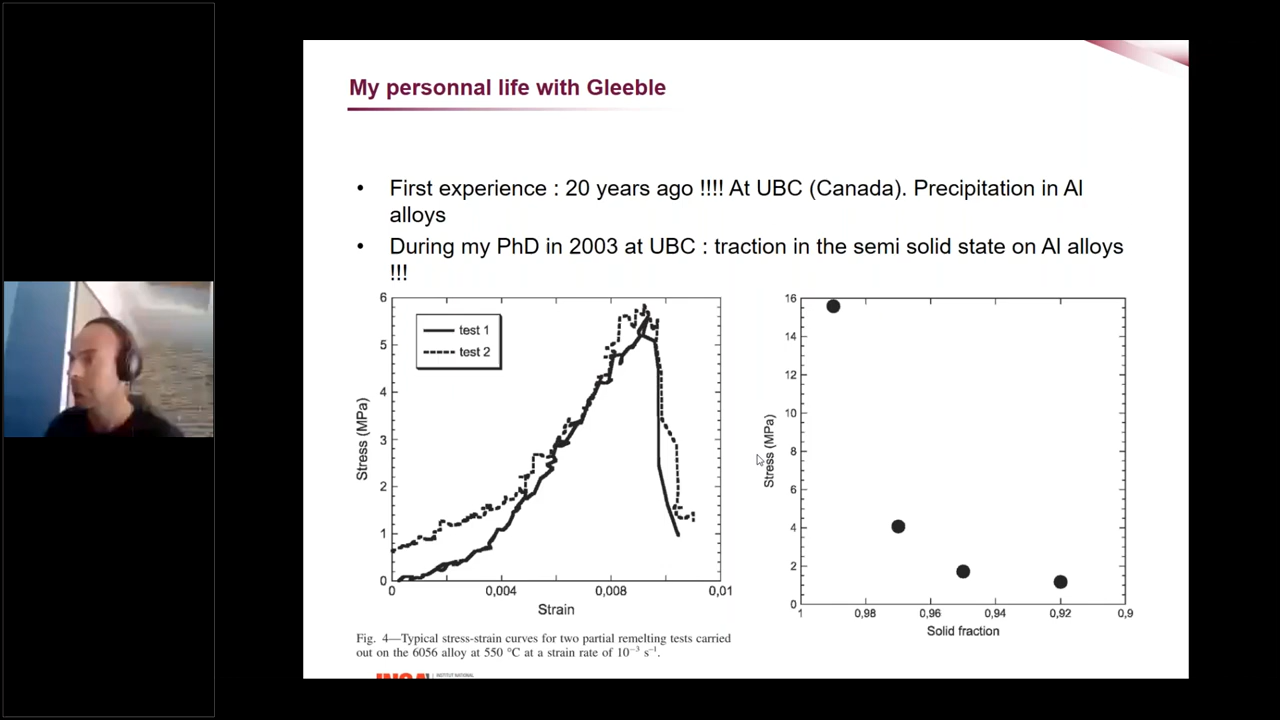 My personnal life with Gleeble
• First experience : 20 years ago !!!! At UBC (Canada). Precipitation in Al
alloys
• During my PhD in 2003 at UBC : traction in the semi solid state on Al alloys
!!!
6
5
4
3
2
1
0
Stress (MPa)
test 1
test 2
0
0,004
0,008
0,01
Strain
16
14
12
10
8
6
4
2
0
Stress (MPa)
1
0,98
0,96
0,94
0,92
0,9
Solid fraction
Fig. 4—Typical stress-strain curves for two partial remelting tests carried
out on the 6056 alloy at 550 °C at a strain rate of 10⁻³ s⁻¹.
INSA
INSTITUT NATIONAL